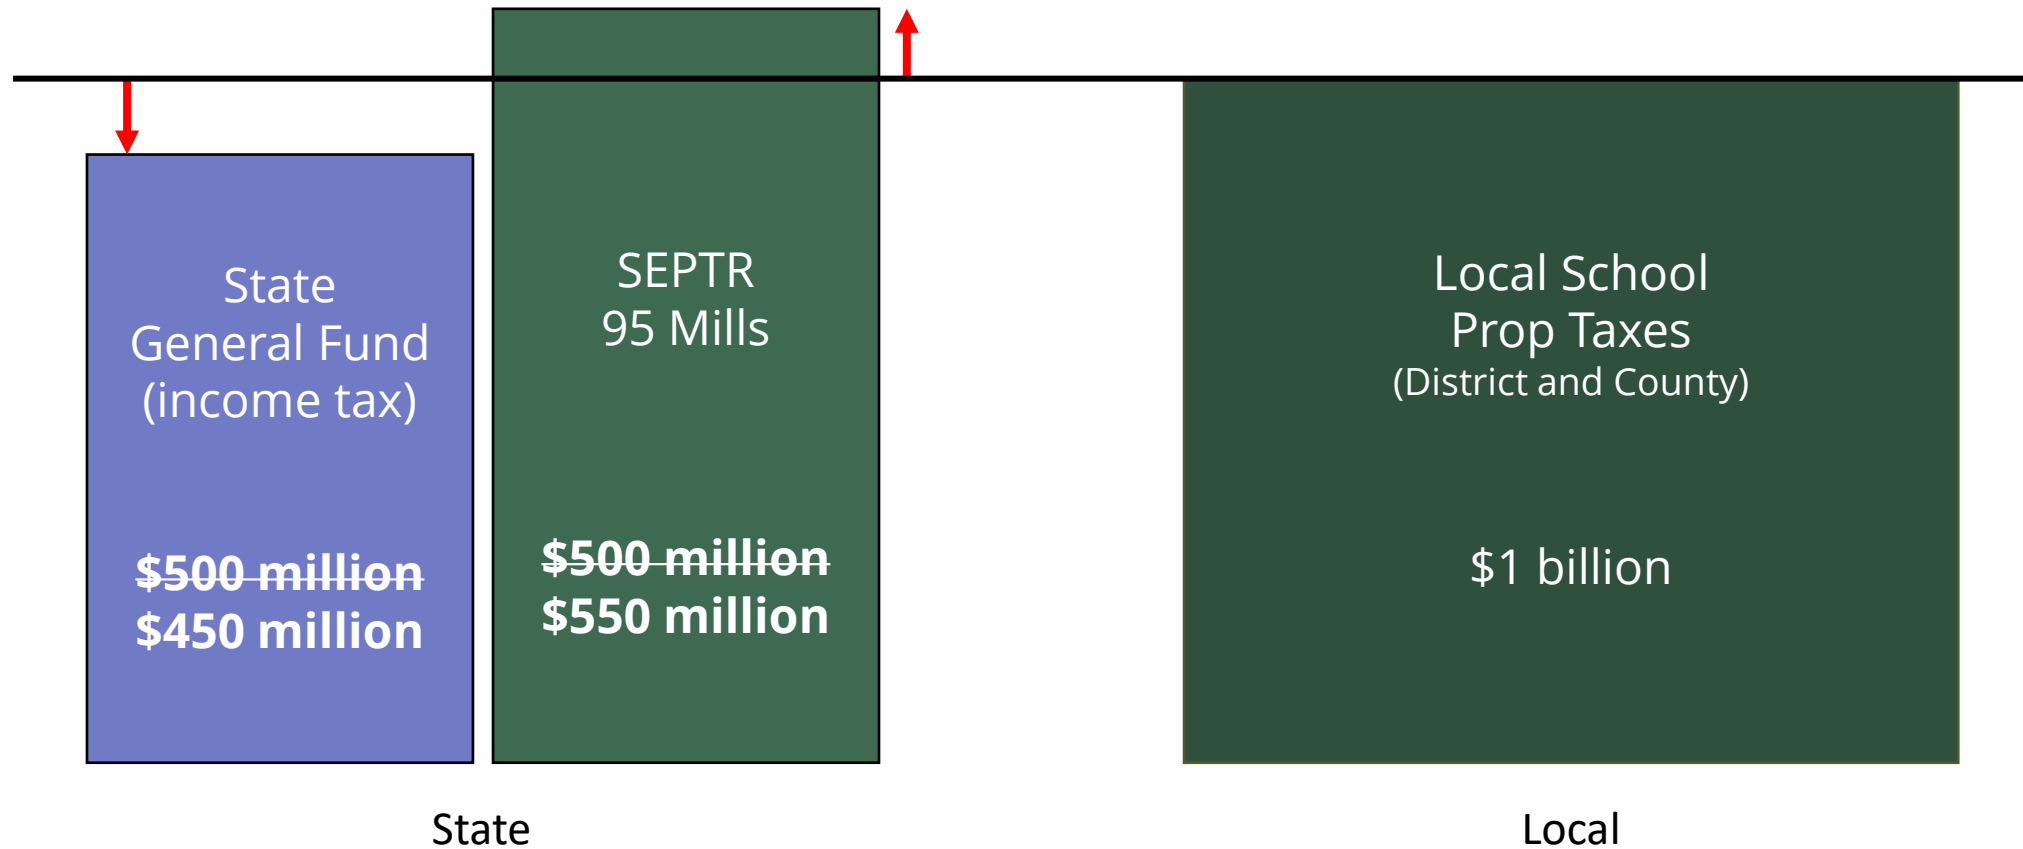 State
General Fund
(income tax)
$500 million
$450 million
SEPTR
95 Mills
$500 million
$550 million
Local School
Prop Taxes
(District and County)
$1 billion
State
Local